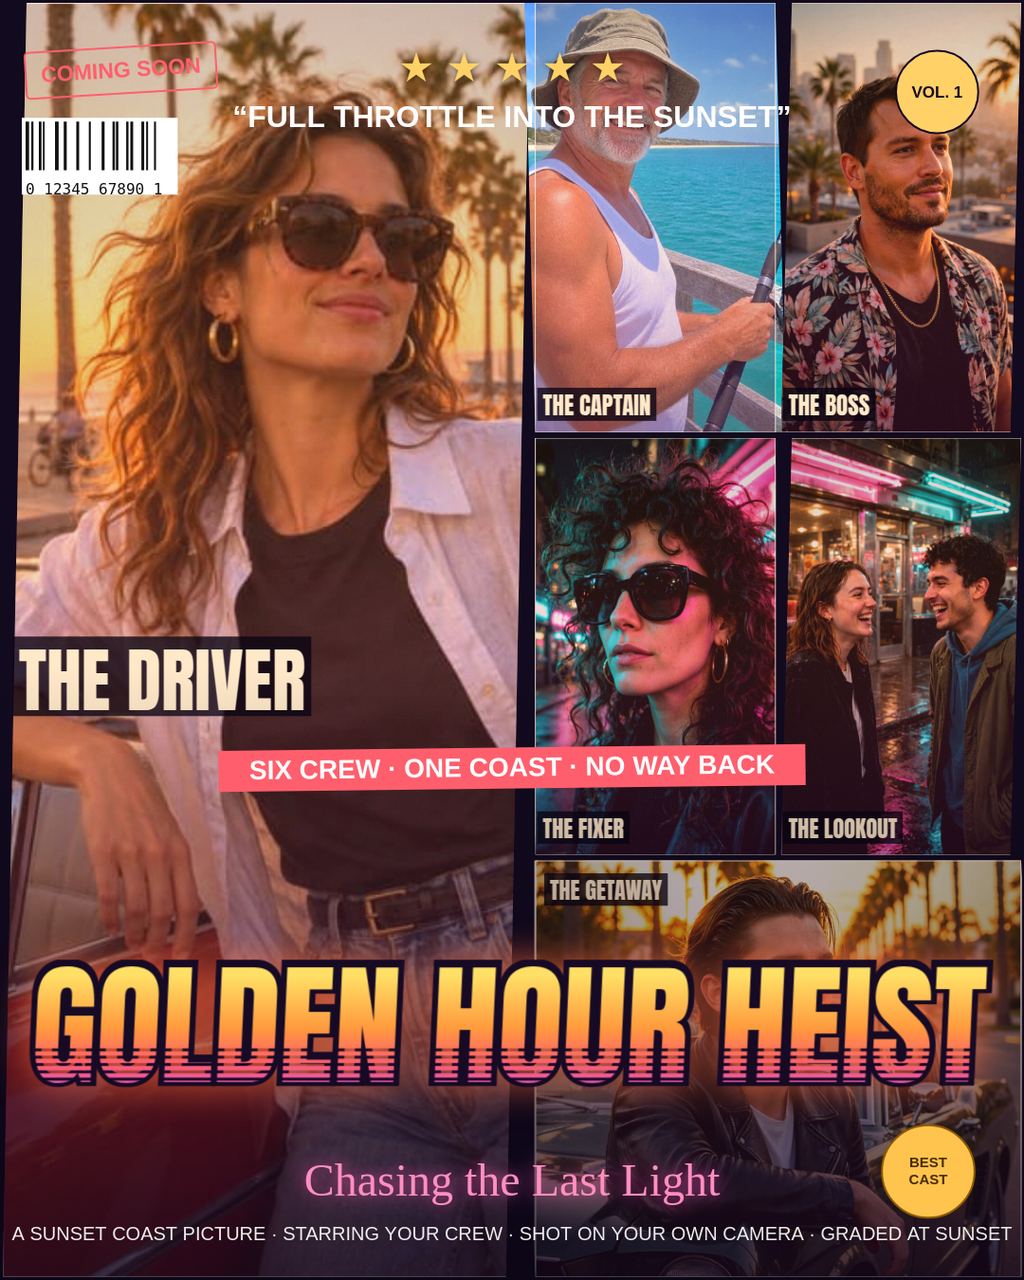 COMING SOON
★★★★★
VOL. 1
“FULL THROTTLE INTO THE SUNSET”
0 12345 67890 1
THE CAPTAIN
THE BOSS
THE DRIVER
SIX CREW · ONE COAST · NO WAY BACK
THE FIXER
THE LOOKOUT
THE GETAWAY
GOLDEN HOUR HEIST
BEST
CAST
Chasing the Last Light
A SUNSET COAST PICTURE · STARRING YOUR CREW · SHOT ON YOUR OWN CAMERA · GRADED AT SUNSET